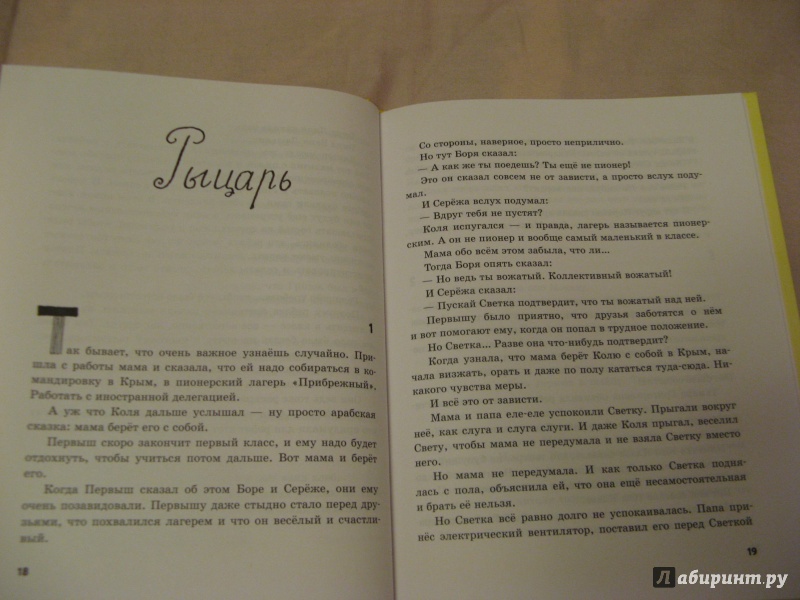 Рыцарь
1
Так бывает, что очень важное узнаёшь случайно. При-
шла с работы мама и сказала, что ей надо собираться в ко-
мандировку в Крым, в пионерский лагерь «Прибрежный».
Работать с иностранной делегацией.
А уж что Коля дальше услышал — ну просто арабская
сказка: мама берёт его с собой.
Первыш скоро закончит первый класс, и ему надо будет
отдохнуть, чтобы учиться потом дальше. Вот мама и берёт
его.
Когда Первыш сказал об этом Боре и Серёже, они ему
очень позавидовали. Первышу даже стыдно стало перед дру-
зьями, что похвалился лагерем и что он весёлый и счастли-
вый.
18
Со стороны, наверное, просто неприлично.
Но тут Боря сказал:
— А как же ты поедешь? Ты ещё не пионер!
Это он сказал совсем не от зависти, а просто вслух поду-
мал.
И Серёжа вслух подумал:
— Вдруг тебя не пустят?
Коля испугался — и правда, лагерь называется пионер-
ским. А он не пионер и вообще самый маленький в классе.
Мама обо всём этом забыла, что ли...
Тогда Боря опять сказал:
— Но ведь ты вожатый. Коллективный вожатый!
И Серёжа сказал:
— Пускай Светка подтвердит, что ты вожатый над ней.
Первышу было приятно, что друзья заботятся о нём
и вот помогают ему, когда он попал в трудное положение.
Но Светка... Разве она что-нибудь подтвердит?
Когда узнала, что мама берёт Колю с собой в Крым, на-
чала визжать, орать и даже по полу кататься туда-сюда. Ни-
какого чувства меры.
И всё это от зависти.
Мама и папа еле-еле успокоили Светку. Прыгали вокруг
неё, как слуга и слуга слуги. И даже Коля прыгал, веселил
Свету, чтобы мама не передумала и не взяла Светку вместо
него.
Но мама не передумала. И как только Светка подня-
лась с пола, объяснила ей, что она ещё несамостоятельная
и брать её нельзя.
Но Светка всё равно долго не успокаивалась. Папа при-
нёс электрический вентилятор, поставил его перед Светкой
19
Лабиринт.ру